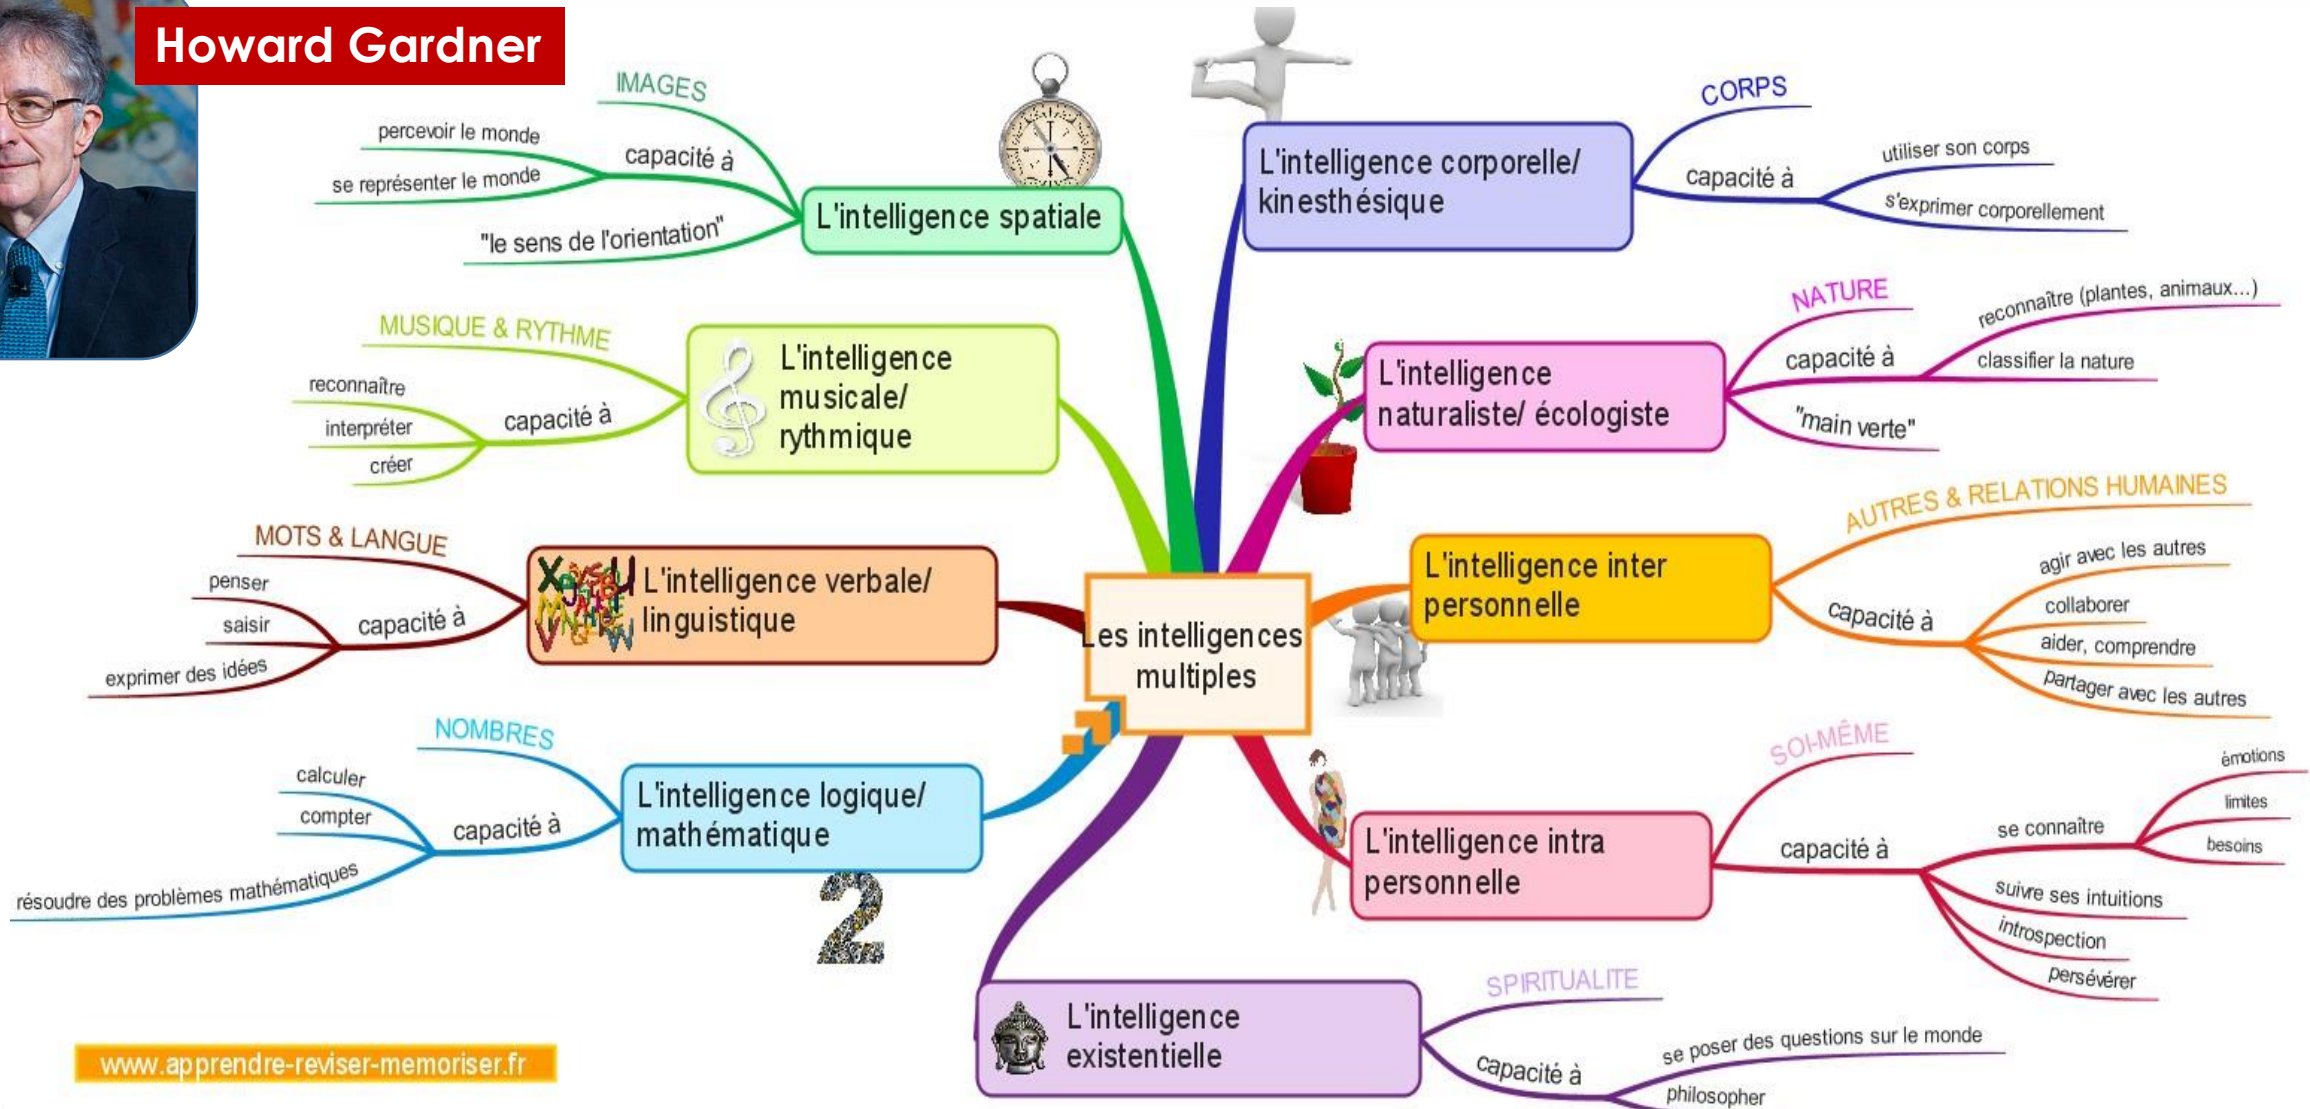 Howard Gardner
IMAGES
percevoir le monde
capacité à
se représenter le monde
"le sens de l'orientation"
L'intelligence spatiale
MUSIQUE & RYTHME
reconnaître
interpréter
créer
capacité à
L'intelligence
musicale/
rythmique
MOTS & LANGUE
penser
saisir
exprimer des idées
capacité à
L'intelligence verbale/
linguistique
NOMBRES
calculer
compter
résoudre des problèmes mathématiques
capacité à
L'intelligence logique/
mathématique
2
Les intelligences
multiples
L'intelligence corporelle/
kinesthésique
CORPS
capacité à
utiliser son corps
s'exprimer corporellement
L'intelligence
naturaliste/ écologiste
NATURE
capacité à
reconnaître (plantes, animaux...)
classifier la nature
"main verte"
L'intelligence inter
personnelle
AUTRES & RELATIONS HUMAINES
capacité à
agir avec les autres
collaborer
aider, comprendre
partager avec les autres
L'intelligence intra
personnelle
SOI-MÊME
capacité à
se connaître
émotions
limites
besoins
suivre ses intuitions
introspection
persévérer
L'intelligence
existentielle
SPIRITUALITE
capacité à
se poser des questions sur le monde
philosopher
www.apprendre-reviser-memoriser.fr